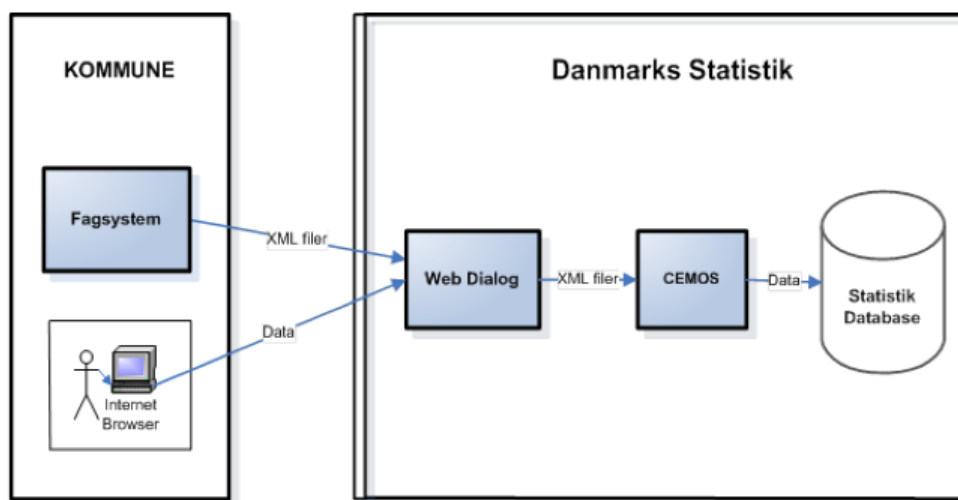 KOMMUNE
Danmarks Statistik
Fagsystem
XML filer
Web Dialog
XML filer
CEMOS
Data
Statistik
Database
Data
Internet
Browser